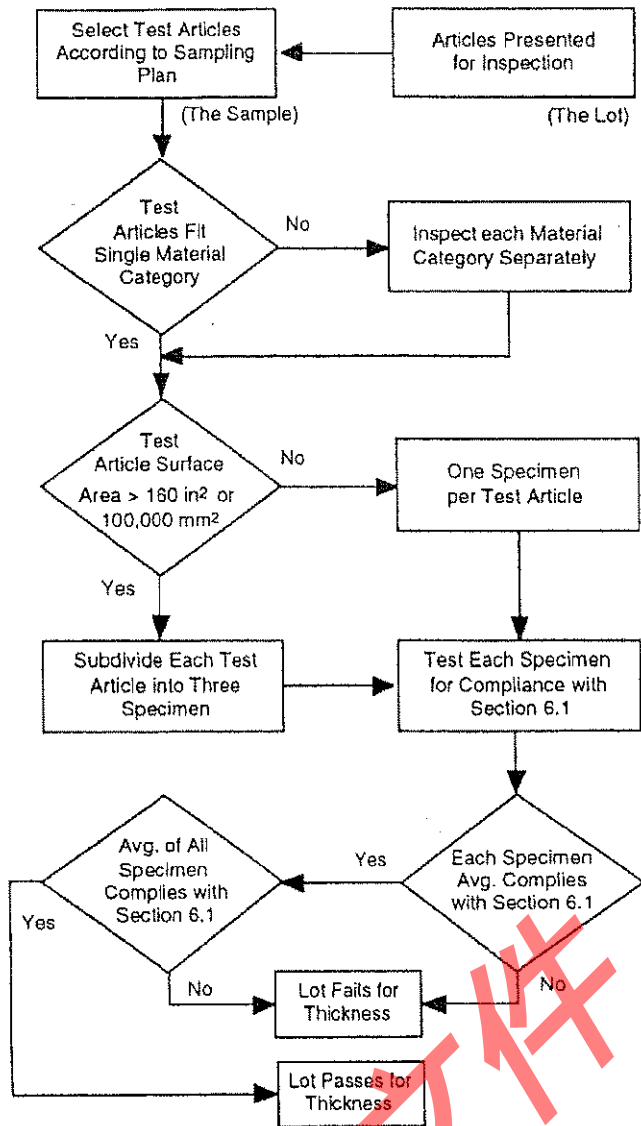 Select Test Articles
According to Sampling
Plan
Articles Presented
for Inspection
(The Sample)
(The Lot)
Test
Articles Fit
Single Material
Category
No
Inspect each Material
Category Separately
Yes
Test
Article Surface
Area > 160 in² or
100,000 mm²
No
One Specimen
per Test Article
Yes
Subdivide Each Test
Article into Three
Specimen
Test Each Specimen
for Compliance with
Section 6.1
Avg. of All
Specimen
Complies with
Section 6.1
Yes
Each Specimen
Avg. Complies
with Section 6.1
Yes
No
Lot Fails for
Thickness
No
Lot Passes for
Thickness
文件